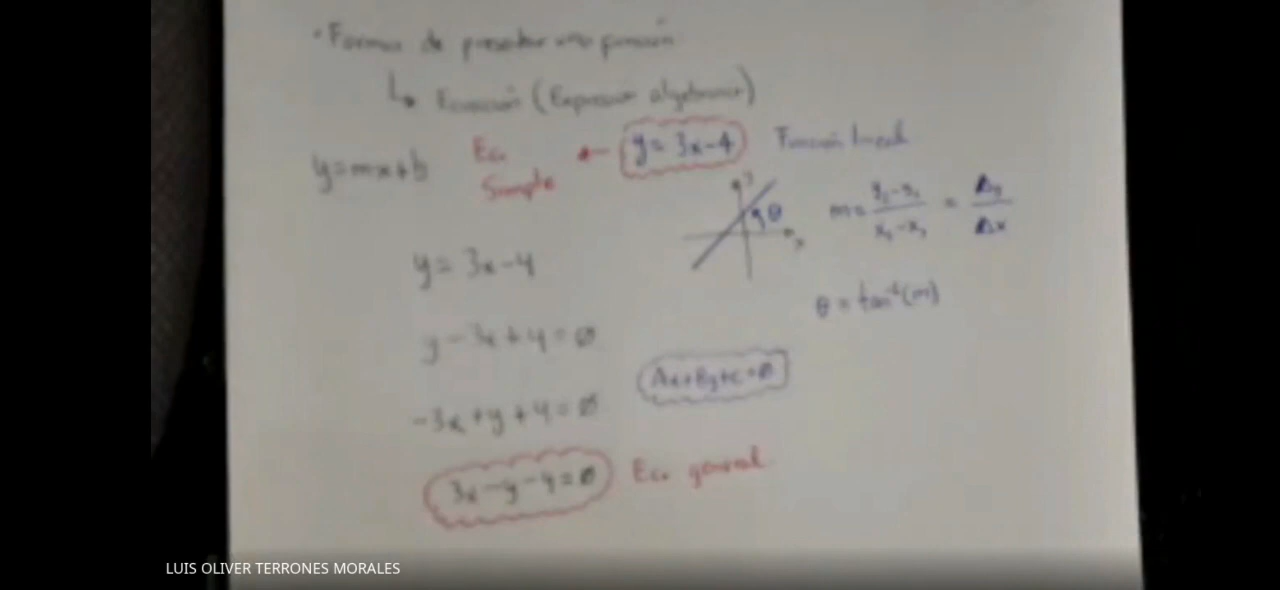 • Formas de presentar una función
↳ Ecuación (Expresión algebraica)
y=mx+b Ec. Simple ← y= 3x-4 Función lineal
y x θ
m= y₂-y₁ / x₂-x₁ = Δy / Δx
y= 3x-4
θ = tan⁻¹(m)
y-3x+4=0
Ax+By+C=0
-3x+y+4=0
3x-y-4=0 Ec. general
LUIS OLIVER TERRONES MORALES